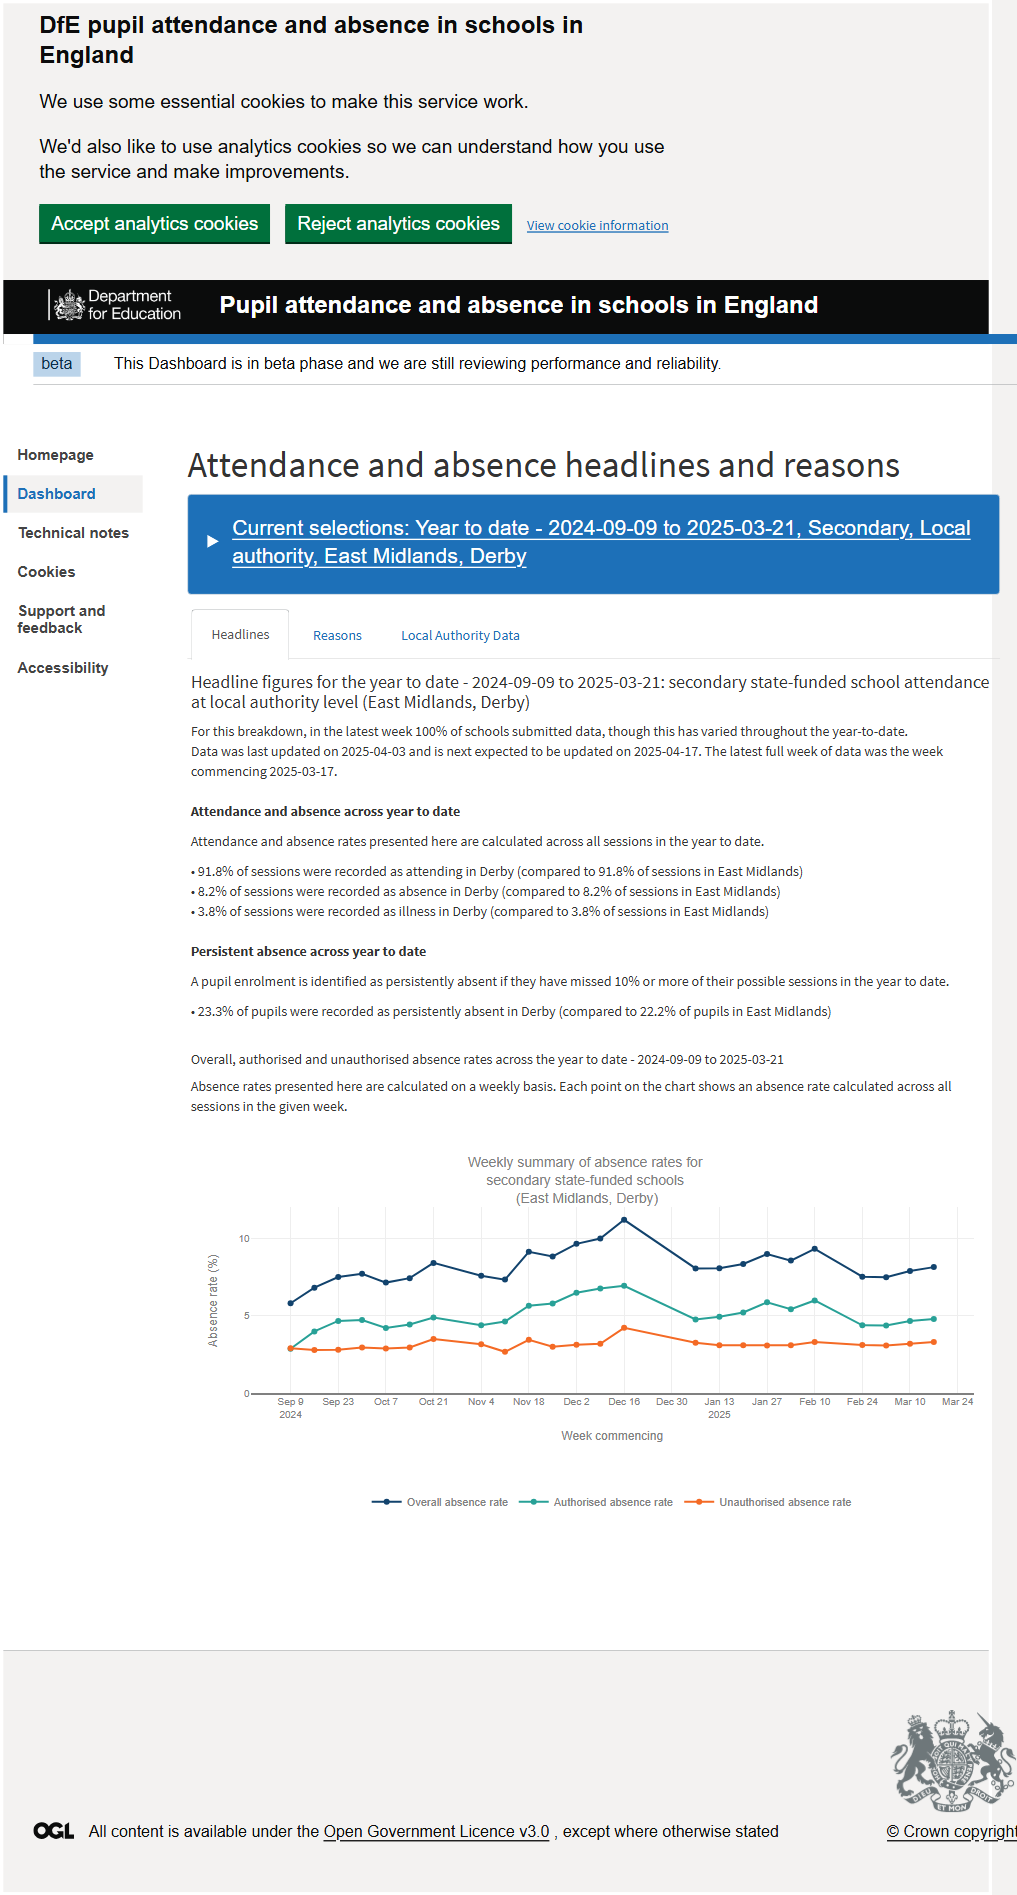 DfE pupil attendance and absence in schools in
England
We use some essential cookies to make this service work.
We'd also like to use analytics cookies so we can understand how you use
the service and make improvements.
Accept analytics cookies
Reject analytics cookies
View cookie information
Department
for Education
Pupil attendance and absence in schools in England
beta
This Dashboard is in beta phase and we are still reviewing performance and reliability.
Homepage
Dashboard
Technical notes
Cookies
Support and
feedback
Accessibility
Attendance and absence headlines and reasons
Current selections: Year to date - 2024-09-09 to 2025-03-21, Secondary, Local
authority, East Midlands, Derby
Headlines
Reasons
Local Authority Data
Headline figures for the year to date - 2024-09-09 to 2025-03-21: secondary state-funded school attendance
at local authority level (East Midlands, Derby)
For this breakdown, in the latest week 100% of schools submitted data, though this has varied throughout the year-to-date.
Data was last updated on 2025-04-03 and is next expected to be updated on 2025-04-17. The latest full week of data was the week
commencing 2025-03-17.
Attendance and absence across year to date
Attendance and absence rates presented here are calculated across all sessions in the year to date.
• 91.8% of sessions were recorded as attending in Derby (compared to 91.8% of sessions in East Midlands)
• 8.2% of sessions were recorded as absence in Derby (compared to 8.2% of sessions in East Midlands)
• 3.8% of sessions were recorded as illness in Derby (compared to 3.8% of sessions in East Midlands)
Persistent absence across year to date
A pupil enrolment is identified as persistently absent if they have missed 10% or more of their possible sessions in the year to date.
• 23.3% of pupils were recorded as persistently absent in Derby (compared to 22.2% of pupils in East Midlands)
Overall, authorised and unauthorised absence rates across the year to date - 2024-09-09 to 2025-03-21
Absence rates presented here are calculated on a weekly basis. Each point on the chart shows an absence rate calculated across all
sessions in the given week.
Weekly summary of absence rates for
secondary state-funded schools
(East Midlands, Derby)
Absence rate (%)
10
5
0
Sep 9 Sep 23 Oct 7 Oct 21 Nov 4 Nov 18 Dec 2 Dec 16 Dec 30 Jan 13 Jan 27 Feb 10 Feb 24 Mar 10 Mar 24
2024 2025
Week commencing
Overall absence rate Authorised absence rate Unauthorised absence rate
QUI MAL
DIEU ET MON DROIT
OGL All content is available under the Open Government Licence v3.0 , except where otherwise stated
© Crown copyright